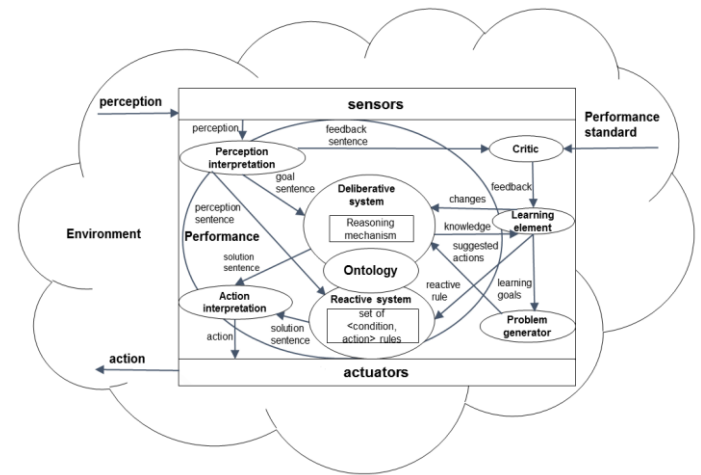 perception
sensors
Performance
standard
perception
feedback
sentence
Perception
interpretation
Critic
goal
sentence
feedback
Deliberative
system
changes
perception
sentence
Reasoning
mechanism
Learning
element
knowledge
Environment
Performance
suggested
actions
solution
sentence
Ontology
learning
goals
reactive
rule
Action
interpretation
Reactive system
set of
<condition,
action> rules
Problem
generator
solution
sentence
action
action
actuators